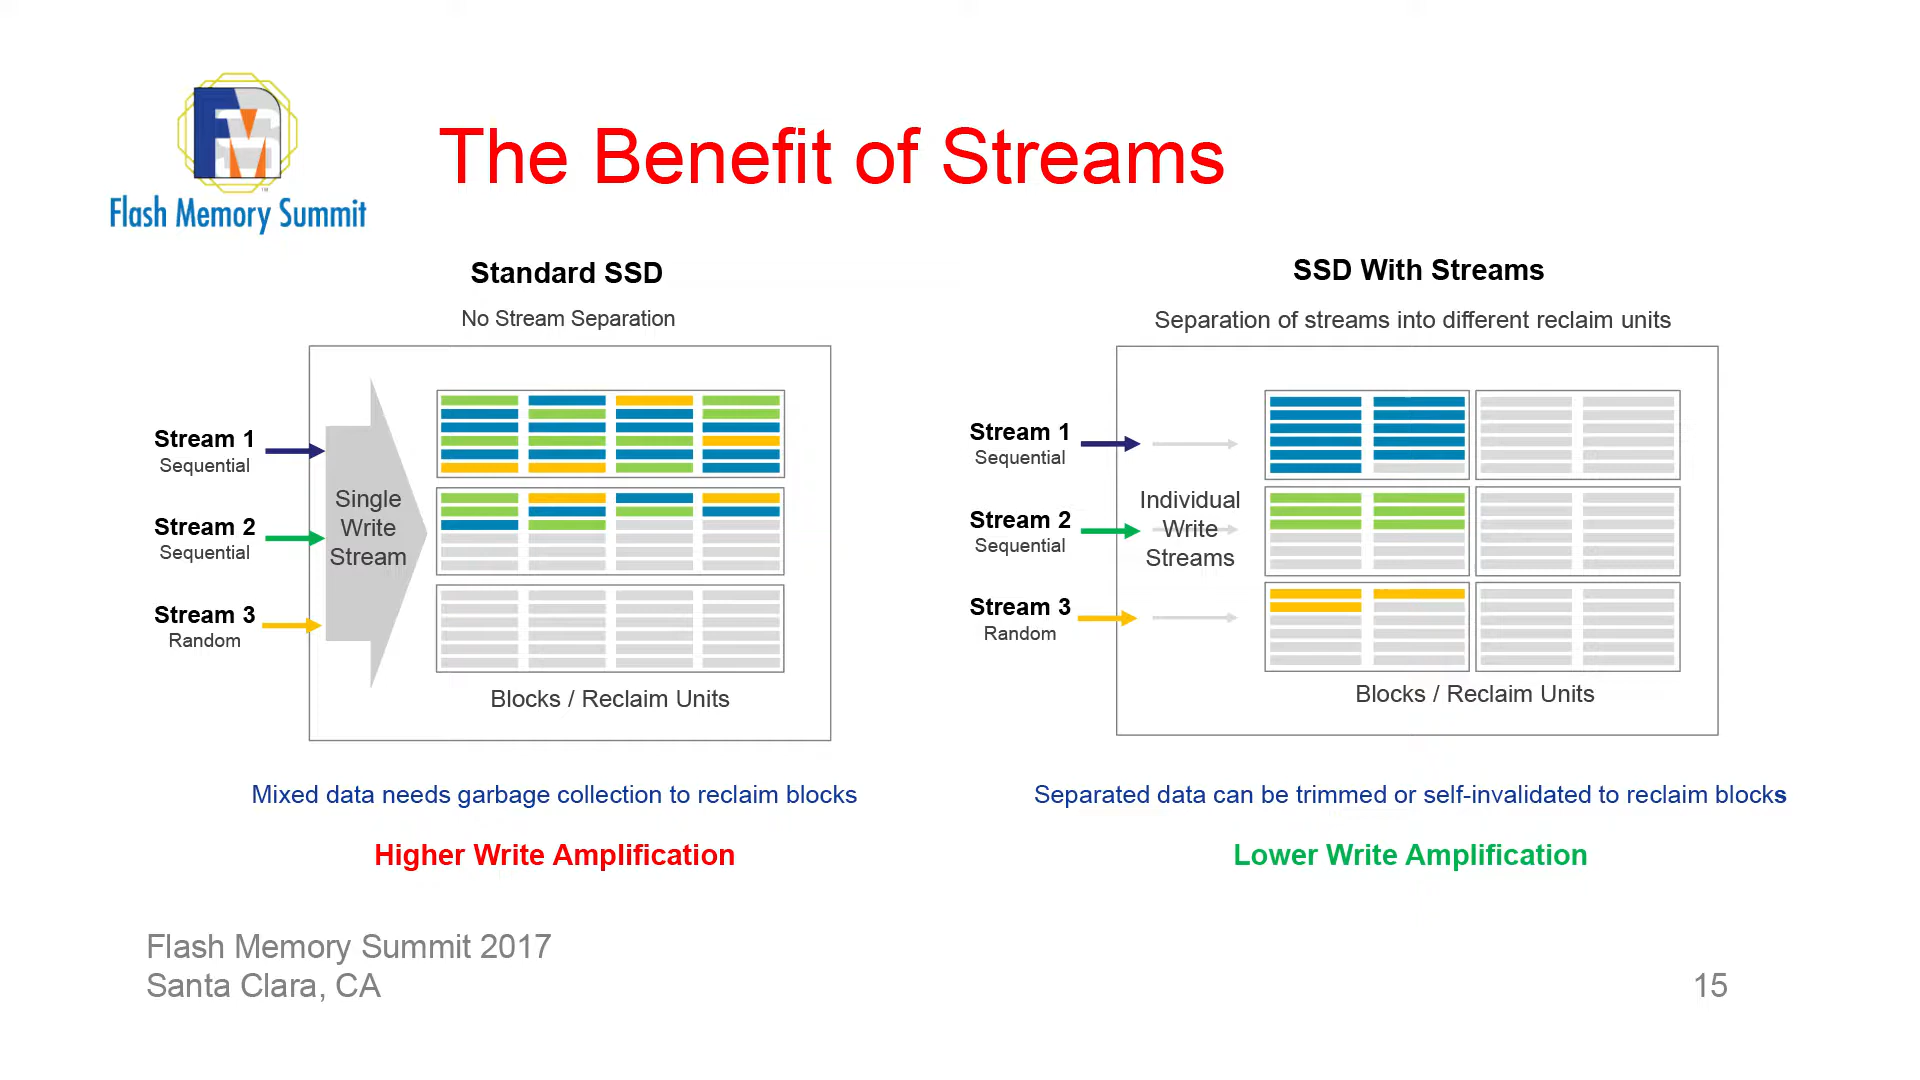 Flash Memory Summit
™
The Benefit of Streams
Standard SSD
No Stream Separation
Stream 1
Sequential
Stream 2
Sequential
Stream 3
Random
Single
Write
Stream
Blocks / Reclaim Units
Mixed data needs garbage collection to reclaim blocks
Higher Write Amplification
SSD With Streams
Separation of streams into different reclaim units
Stream 1
Sequential
Stream 2
Sequential
Stream 3
Random
Individual
Write
Streams
Blocks / Reclaim Units
Separated data can be trimmed or self-invalidated to reclaim blocks
Lower Write Amplification
Flash Memory Summit 2017
Santa Clara, CA
15